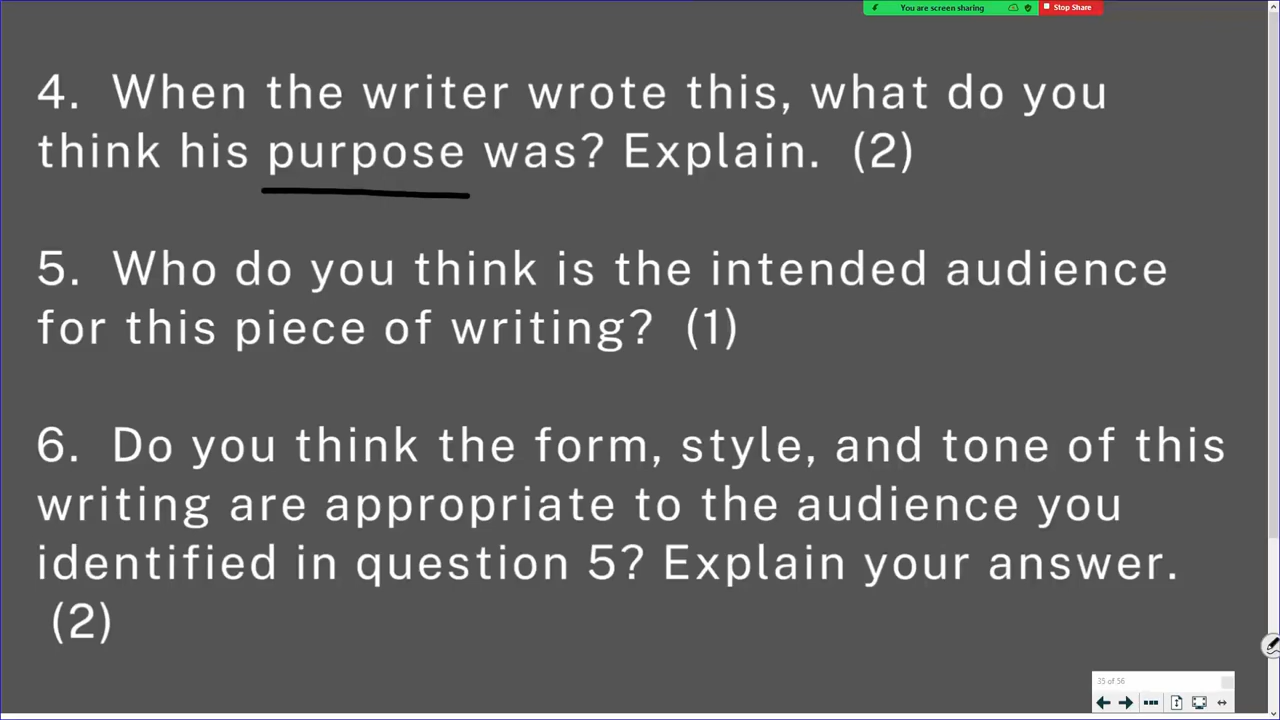 You are screen sharing
Stop Share
4. When the writer wrote this, what do you
think his purpose was? Explain. (2)
5. Who do you think is the intended audience
for this piece of writing? (1)
6. Do you think the form, style, and tone of this
writing are appropriate to the audience you
identified in question 5? Explain your answer.
(2)
35 of 56